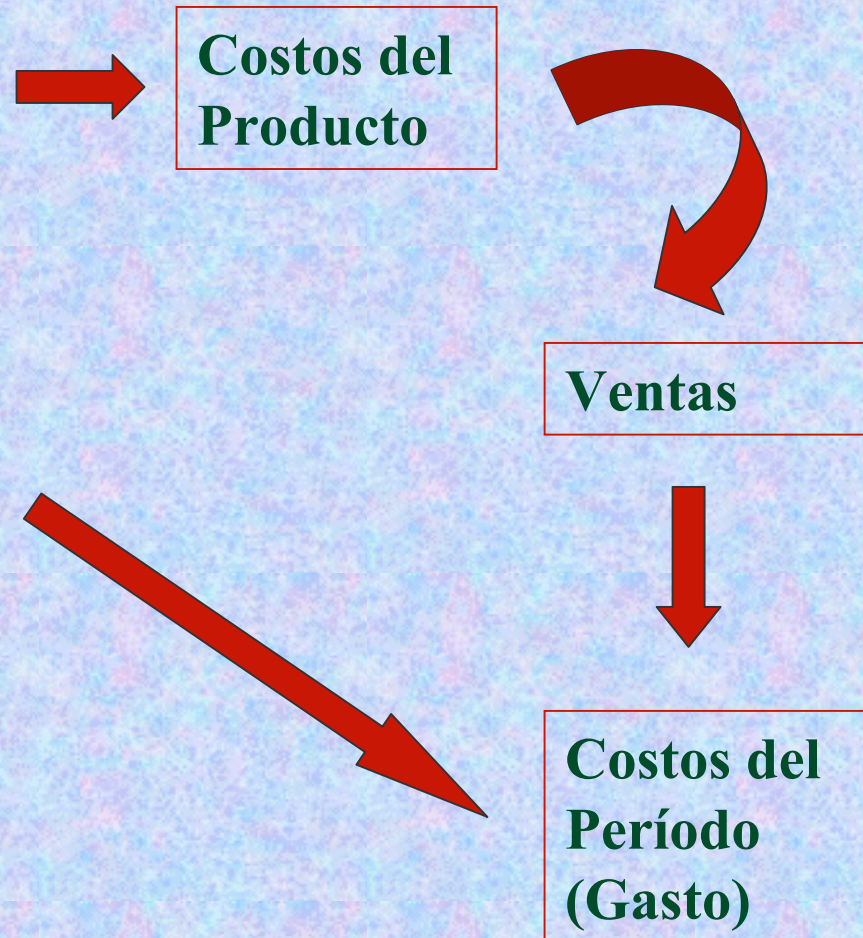 Costos del
Producto
Ventas
Costos del
Período
(Gasto)